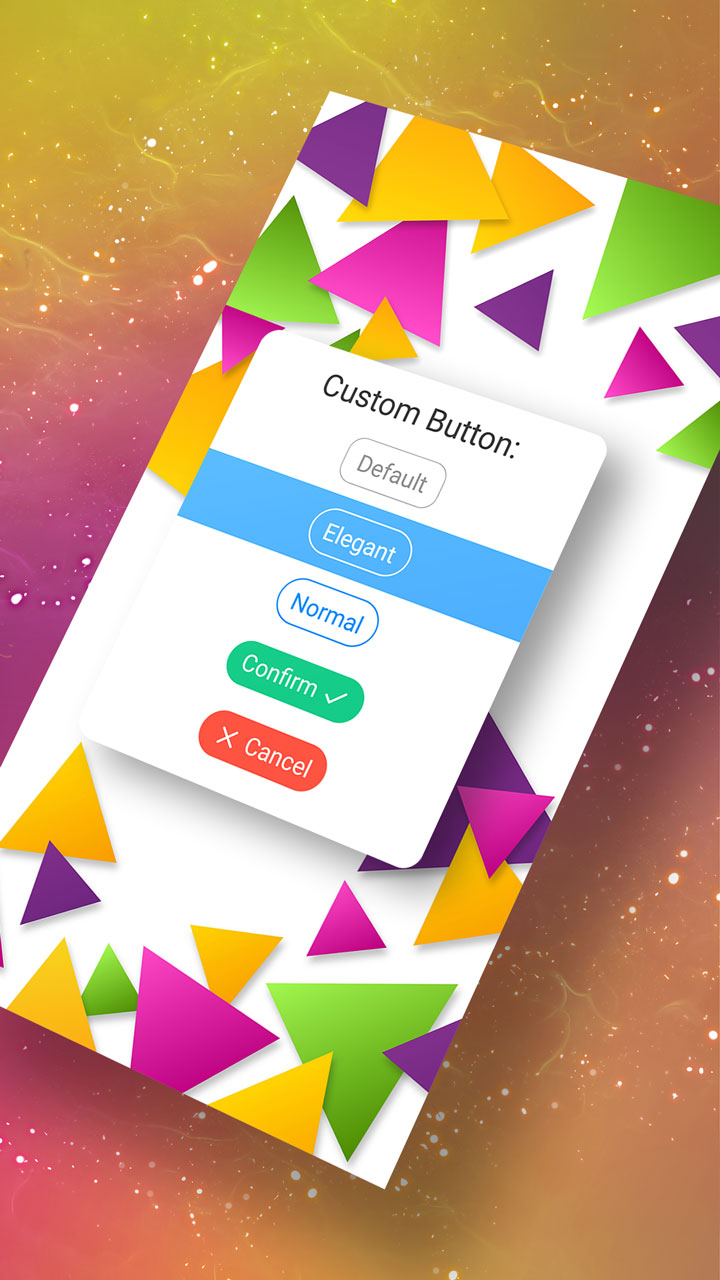 Custom Button:
Default
Elegant
Normal
Confirm ✓
✕ Cancel